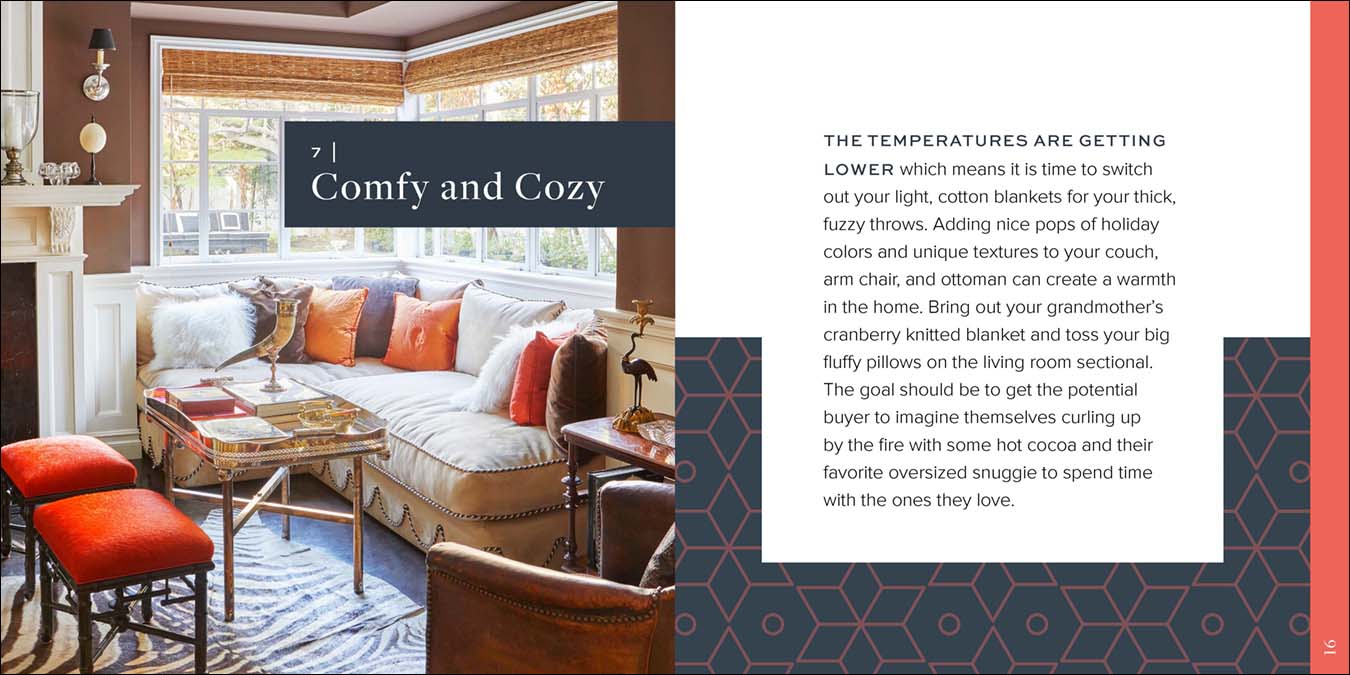 7 |
Comfy and Cozy
THE TEMPERATURES ARE GETTING
LOWER which means it is time to switch
out your light, cotton blankets for your thick,
fuzzy throws. Adding nice pops of holiday
colors and unique textures to your couch,
arm chair, and ottoman can create a warmth
in the home. Bring out your grandmother’s
cranberry knitted blanket and toss your big
fluffy pillows on the living room sectional.
The goal should be to get the potential
buyer to imagine themselves curling up
by the fire with some hot cocoa and their
favorite oversized snuggie to spend time
with the ones they love.
16